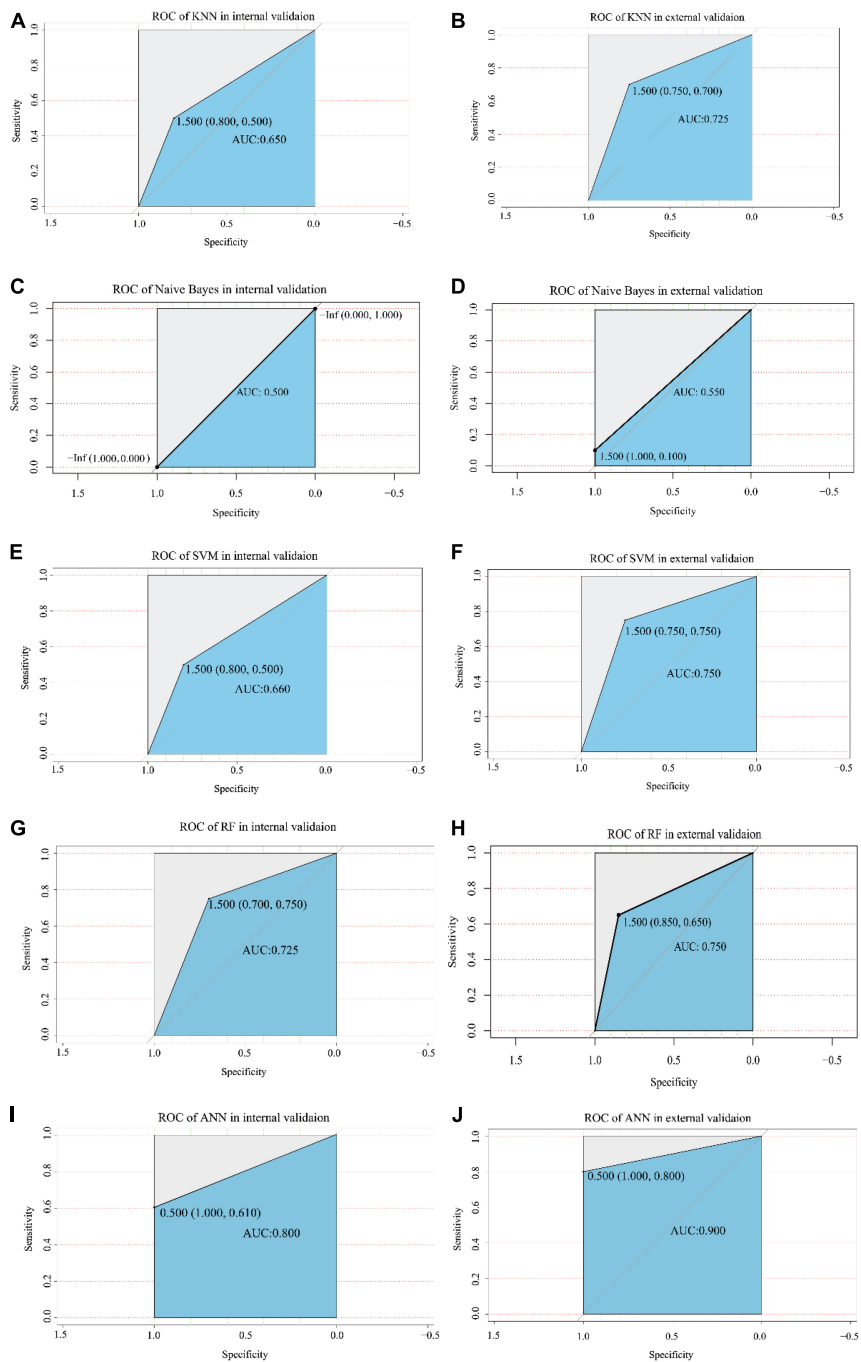 A
ROC of KNN in internal validaion
Sensitivity
0.0 0.2 0.4 0.6 0.8 1.0
1.500 (0.800, 0.500)
AUC:0.650
1.5 1.0 0.5 0.0 −0.5
Specificity
B
ROC of KNN in external validaion
Sensitivity
0.0 0.2 0.4 0.6 0.8 1.0
1.500 (0.750, 0.700)
AUC:0.725
1.5 1.0 0.5 0.0 −0.5
Specificity
C
ROC of Naive Bayes in internal validation
Sensitivity
0.0 0.2 0.4 0.6 0.8 1.0
−Inf (0.000, 1.000)
AUC: 0.500
−Inf (1.000, 0.000)
1.5 1.0 0.5 0.0 −0.5
Specificity
D
ROC of Naive Bayes in external validation
Sensitivity
0.0 0.2 0.4 0.6 0.8 1.0
AUC: 0.550
1.500 (1.000, 0.100)
1.5 1.0 0.5 0.0 −0.5
Specificity
E
ROC of SVM in internal validaion
Sensitivity
0.0 0.2 0.4 0.6 0.8 1.0
1.500 (0.800, 0.500)
AUC:0.660
1.5 1.0 0.5 0.0 −0.5
Specificity
F
ROC of SVM in external validaion
Sensitivity
0.0 0.2 0.4 0.6 0.8 1.0
1.500 (0.750, 0.750)
AUC:0.750
1.5 1.0 0.5 0.0 −0.5
Specificity
G
ROC of RF in internal validaion
Sensitivity
0.0 0.2 0.4 0.6 0.8 1.0
1.500 (0.700, 0.750)
AUC:0.725
1.5 1.0 0.5 0.0 −0.5
Specificity
H
ROC of RF in external validaion
Sensitivity
0.0 0.2 0.4 0.6 0.8 1.0
1.500 (0.850, 0.650)
AUC: 0.750
1.5 1.0 0.5 0.0 −0.5
Specificity
I
ROC of ANN in internal validaion
Sensitivity
0.0 0.2 0.4 0.6 0.8 1.0
0.500 (1.000, 0.610)
AUC:0.800
1.5 1.0 0.5 0.0 −0.5
Specificity
J
ROC of ANN in external validaion
Sensitivity
0.0 0.2 0.4 0.6 0.8 1.0
0.500 (1.000, 0.800)
AUC:0.900
1.5 1.0 0.5 0.0 −0.5
Specificity